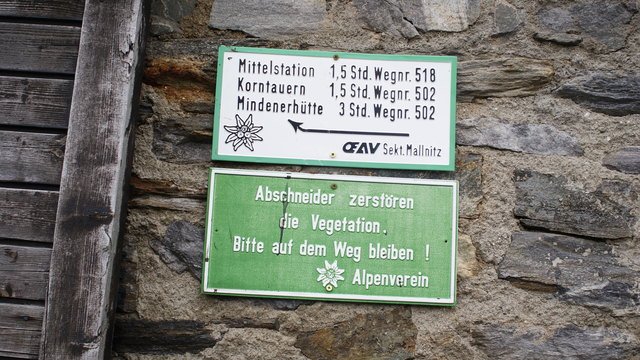 Mittelstation 1,5 Std. Wegnr. 518
Korntauern 1,5 Std. Wegnr. 502
Mindenerhütte 3 Std. Wegnr. 502
OEAV Sekt. Mallnitz
Abschneider zerstören
die Vegetation.
Bitte auf dem Weg bleiben !
Alpenverein